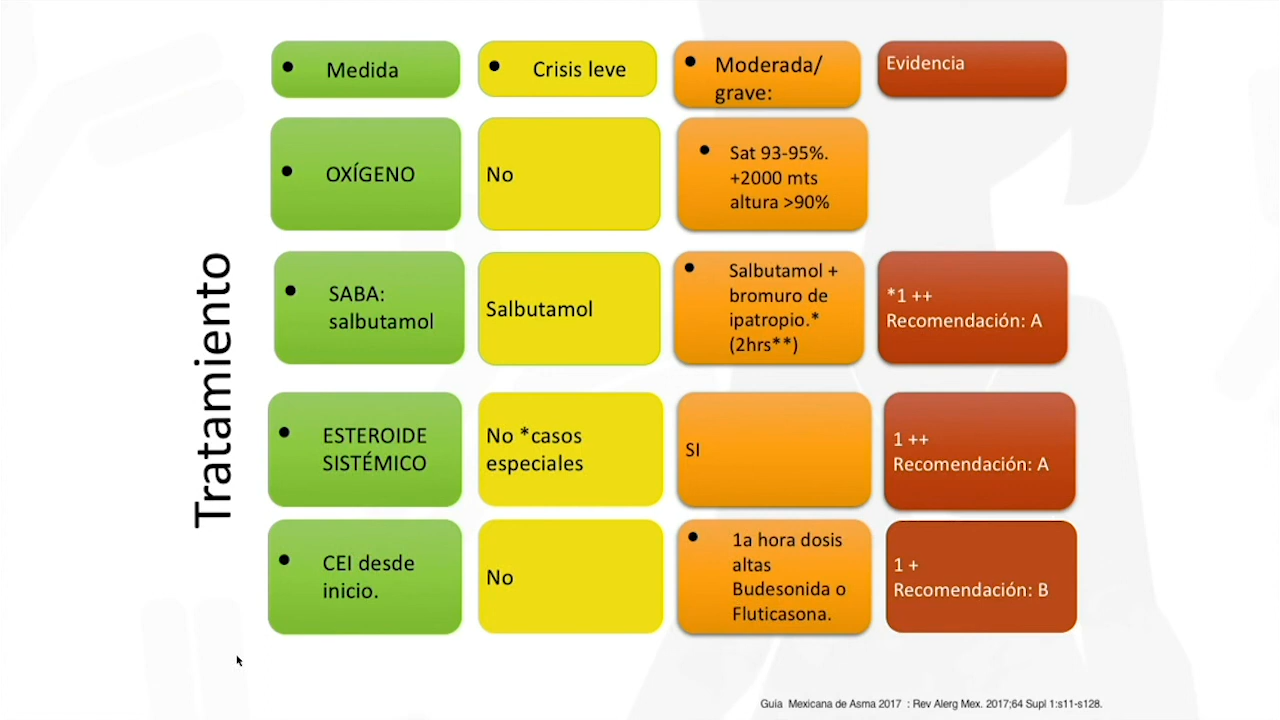 Tratamiento
Medida
Crisis leve
Moderada/
grave:
Evidencia
OXÍGENO
No
Sat 93-95%.
+2000 mts
altura >90%
SABA:
salbutamol
Salbutamol
Salbutamol +
bromuro de
ipatropio.*
(2hrs**)
*1 ++
Recomendación: A
ESTEROIDE
SISTÉMICO
No *casos
especiales
SI
1 ++
Recomendación: A
CEI desde
inicio.
No
1a hora dosis
altas
Budesonida o
Fluticasona.
1 +
Recomendación: B
Guia Mexicana de Asma 2017 : Rev Alerg Mex. 2017;64 Supl 1:s11-s128.